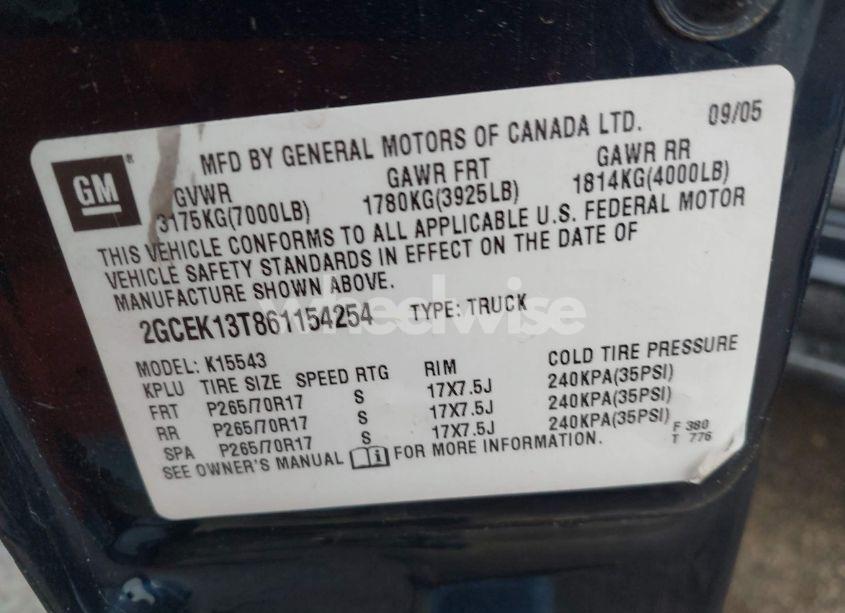 GM ®
MFD BY GENERAL MOTORS OF CANADA LTD. 09/05
GVWR GAWR FRT GAWR RR
3175KG(7000LB) 1780KG(3925LB) 1814KG(4000LB)
THIS VEHICLE CONFORMS TO ALL APPLICABLE U.S. FEDERAL MOTOR
VEHICLE SAFETY STANDARDS IN EFFECT ON THE DATE OF
MANUFACTURE SHOWN ABOVE.
wheelwise
2GCEK13T861154254 TYPE: TRUCK
MODEL: K15543
KPLU TIRE SIZE SPEED RTG RIM COLD TIRE PRESSURE
FRT P265/70R17 S 17X7.5J 240KPA(35PSI)
RR P265/70R17 S 17X7.5J 240KPA(35PSI)
SPA P265/70R17 S 17X7.5J 240KPA(35PSI)
SEE OWNER'S MANUAL FOR MORE INFORMATION.
F 380
T 776